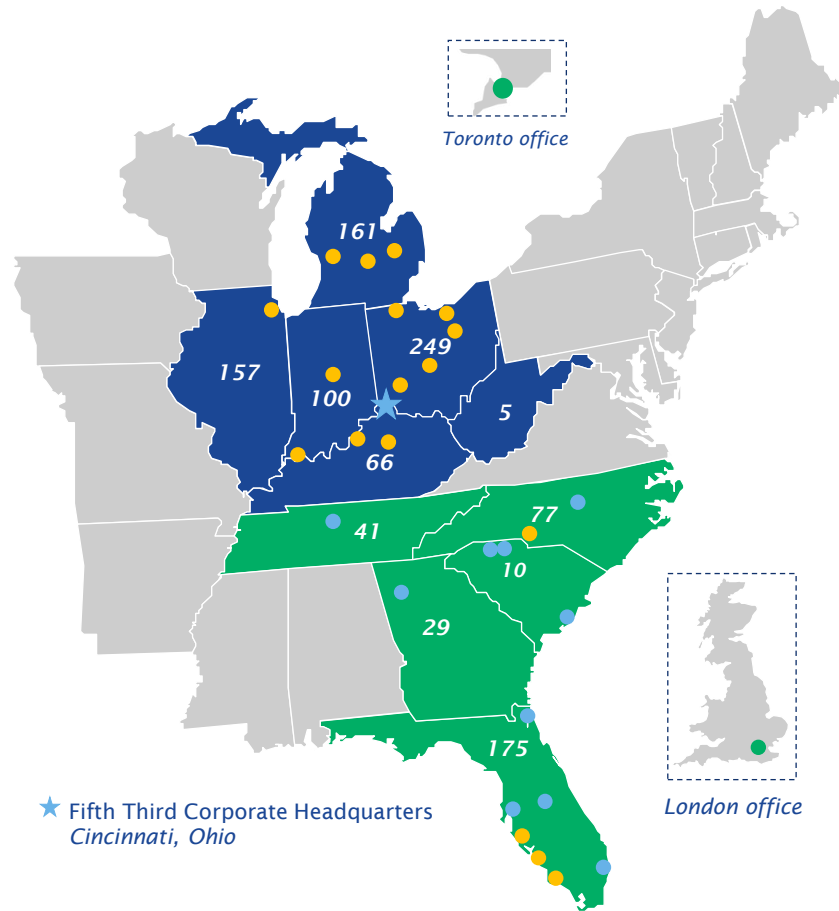 Toronto office
161
249
157
100
5
66
41
77
10
29
175
London office
Fifth Third Corporate Headquarters
Cincinnati, Ohio